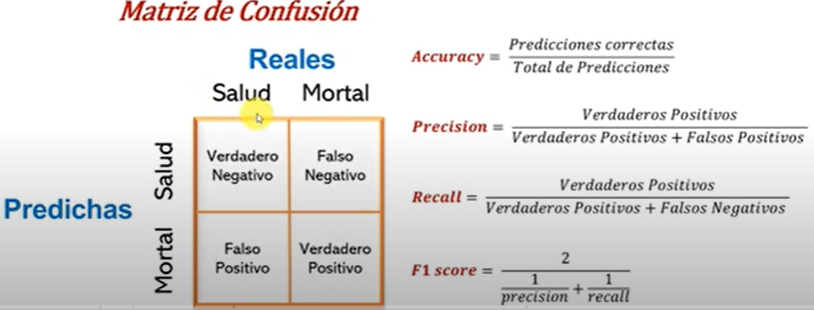 Matriz de Confusión
Reales
Salud Mortal
Predichas
Salud
Mortal
Verdadero
Negativo
Falso
Negativo
Falso
Positivo
Verdadero
Positivo
Accuracy = Predicciones correctas / Total de Predicciones
Precision = Verdaderos Positivos / Verdaderos Positivos + Falsos Positivos
Recall = Verdaderos Positivos / Verdaderos Positivos + Falsos Negativos
F1 score = 2 / 1 / precision + 1 / recall